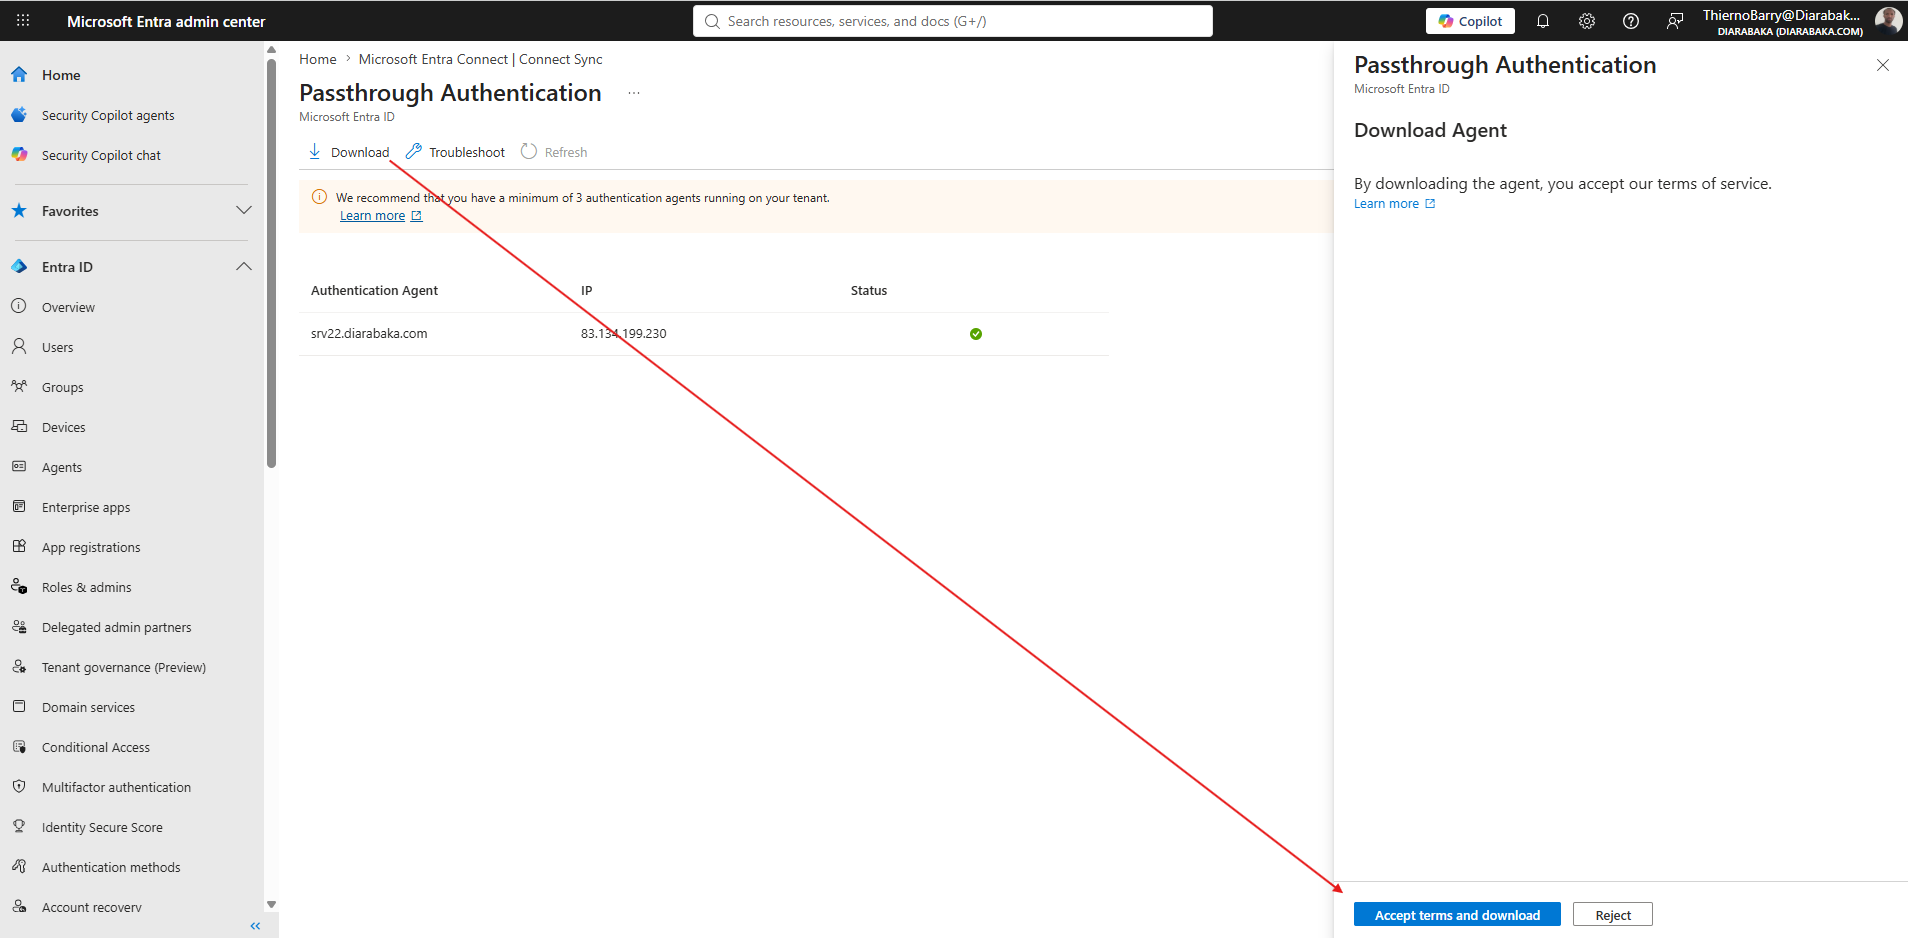 Microsoft Entra admin center
Search resources, services, and docs (G+/)
Copilot
ThiernoBarry@Diarabak...
DIARABAKA (DIARABAKA.COM)
Home
Security Copilot agents
Security Copilot chat
Favorites
Entra ID
Overview
Users
Groups
Devices
Agents
Enterprise apps
App registrations
Roles & admins
Delegated admin partners
Tenant governance (Preview)
Domain services
Conditional Access
Multifactor authentication
Identity Secure Score
Authentication methods
Account recovery
Home > Microsoft Entra Connect | Connect Sync
Passthrough Authentication ...
Microsoft Entra ID
Download Troubleshoot Refresh
We recommend that you have a minimum of 3 authentication agents running on your tenant.
Learn more
Authentication Agent IP Status
srv22.diarabaka.com 83.134.199.230
Passthrough Authentication
Microsoft Entra ID
Download Agent
By downloading the agent, you accept our terms of service.
Learn more
Accept terms and download Reject